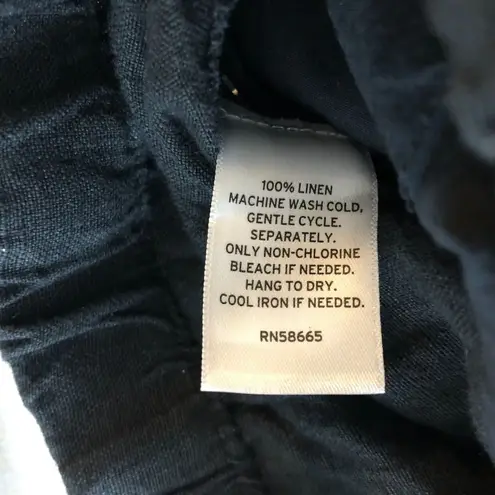 100% LINEN
MACHINE WASH COLD,
GENTLE CYCLE.
SEPARATELY.
ONLY NON-CHLORINE
BLEACH IF NEEDED.
HANG TO DRY.
COOL IRON IF NEEDED.
RN58665